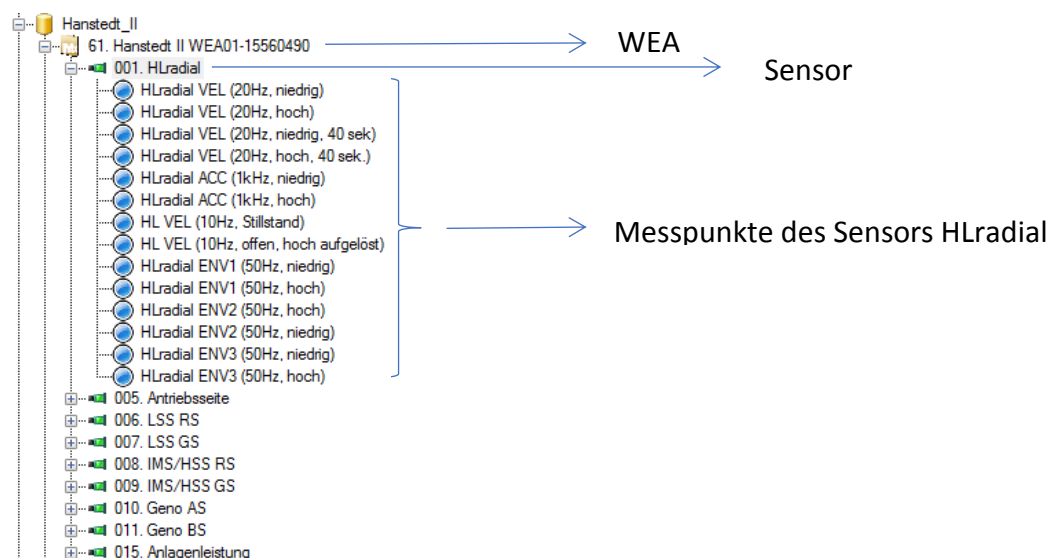 Hanstedt_II
61. Hanstedt II WEA01-15560490
WEA
001. HLradial
Sensor
HLradial VEL (20Hz, niedrig)
HLradial VEL (20Hz, hoch)
HLradial VEL (20Hz, niedrig, 40 sek)
HLradial VEL (20Hz, hoch, 40 sek.)
HLradial ACC (1kHz, niedrig)
HLradial ACC (1kHz, hoch)
HL VEL (10Hz, Stillstand)
HL VEL (10Hz, offen, hoch aufgelöst)
Messpunkte des Sensors HLradial
HLradial ENV1 (50Hz, niedrig)
HLradial ENV1 (50Hz, hoch)
HLradial ENV2 (50Hz, hoch)
HLradial ENV2 (50Hz, niedrig)
HLradial ENV3 (50Hz, niedrig)
HLradial ENV3 (50Hz, hoch)
005. Antriebsseite
006. LSS RS
007. LSS GS
008. IMS/HSS RS
009. IMS/HSS GS
010. Geno AS
011. Geno BS
015. Anlagenleistung